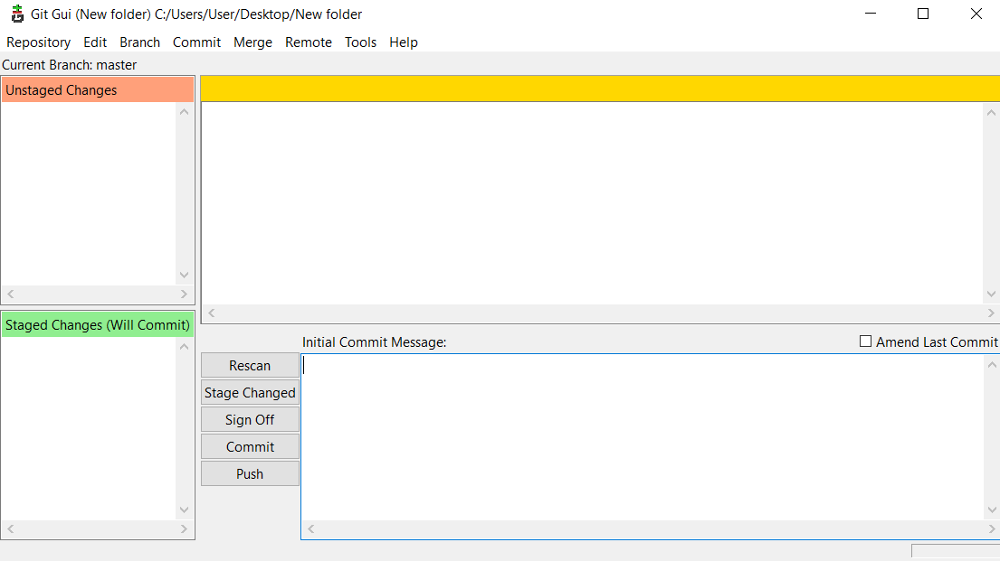 Git Gui (New folder) C:/Users/User/Desktop/New folder
Repository Edit Branch Commit Merge Remote Tools Help
Current Branch: master
Unstaged Changes
Staged Changes (Will Commit)
Initial Commit Message:
Amend Last Commit
Rescan
Stage Changed
Sign Off
Commit
Push